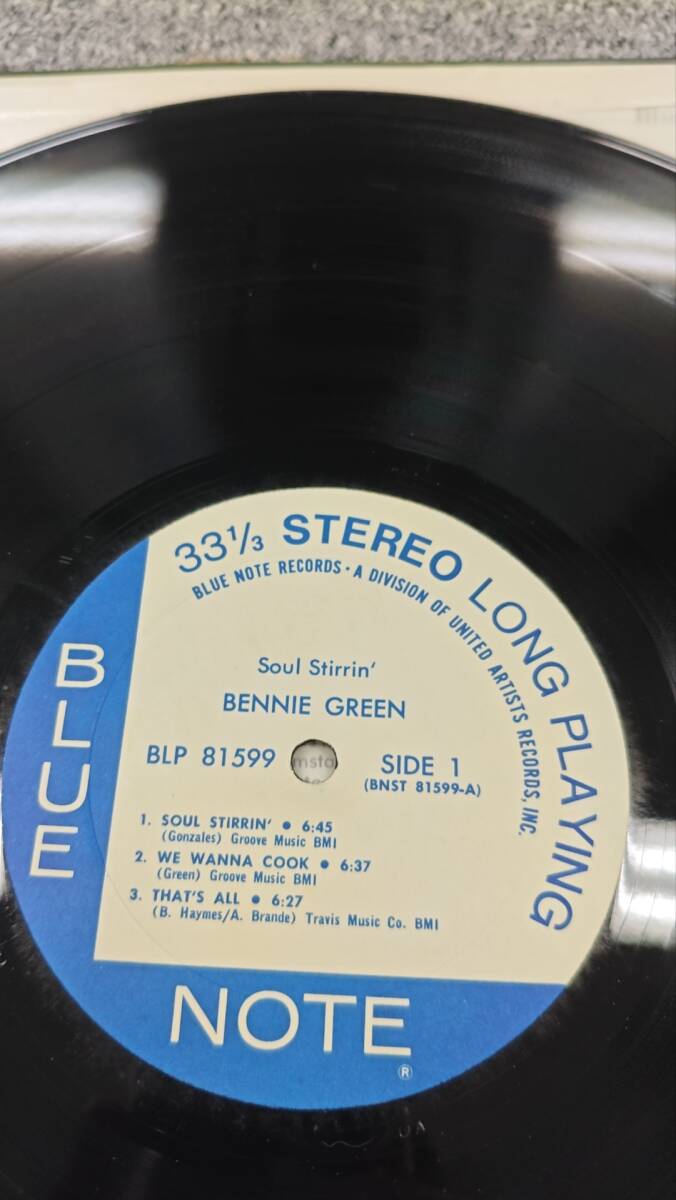 33⅓ STEREO LONG PLAYING
BLUE NOTE RECORDS • A DIVISION OF UNITED ARTISTS RECORDS, INC.
Soul Stirrin'
BENNIE GREEN
BLP 81599
SIDE 1
(BNST 81599-A)
1. SOUL STIRRIN' • 6:45
(Gonzales) Groove Music BMI
2. WE WANNA COOK • 6:37
(Green) Groove Music BMI
3. THAT'S ALL • 6:27
(B. Haymes/A. Brande) Travis Music Co. BMI
BLUE
NOTE
®